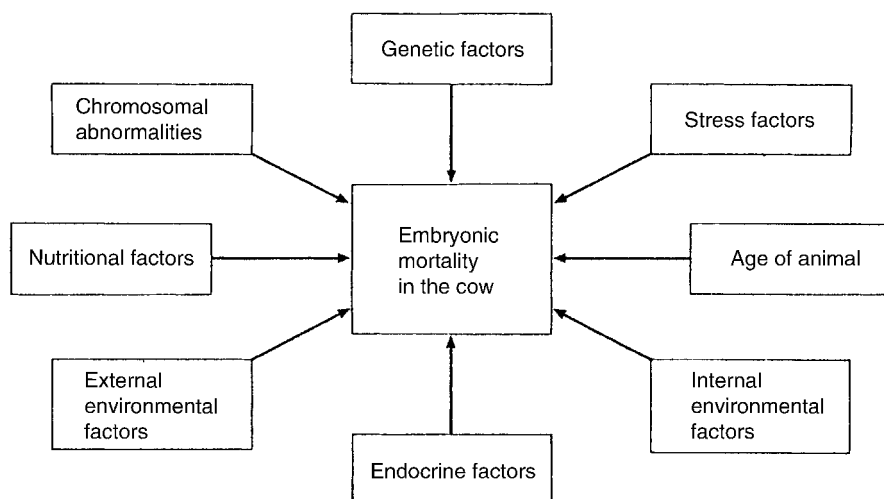 Genetic factors
Chromosomal
abnormalities
Stress factors
Embryonic
mortality
in the cow
Nutritional factors
Age of animal
External
environmental
factors
Internal
environmental
factors
Endocrine factors